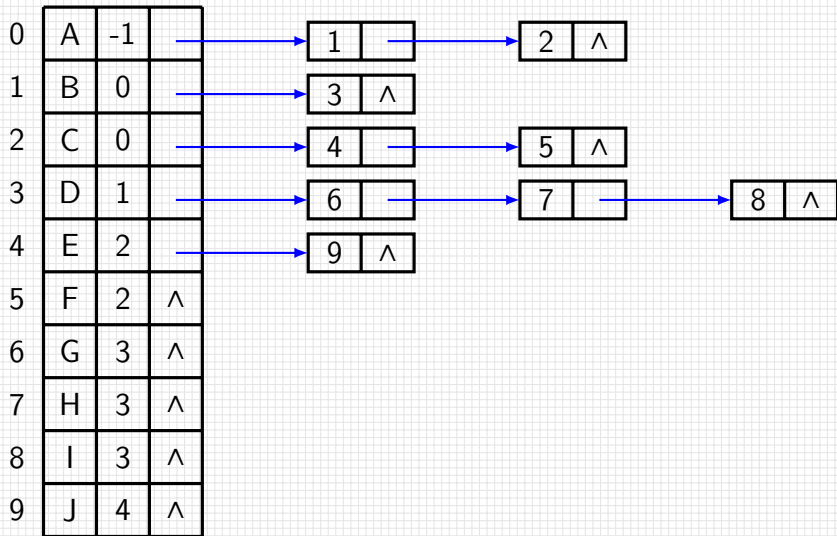 0 A -1 1 2 ∧
1 B 0 3 ∧
2 C 0 4 5 ∧
3 D 1 6 7 8 ∧
4 E 2 9 ∧
5 F 2 ∧
6 G 3 ∧
7 H 3 ∧
8 I 3 ∧
9 J 4 ∧